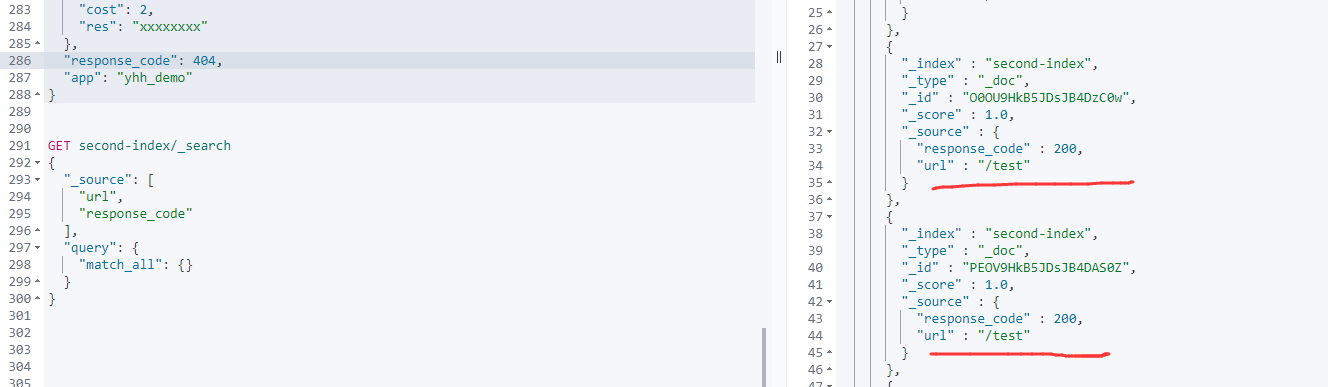 283 "cost": 2,
284 "res": "xxxxxxxx"
285 },
286 "response_code": 404,
287 "app": "yhh_demo"
288 }
289
290
291 GET second-index/_search
292 {
293 "_source": [
294 "url",
295 "response_code"
296 ],
297 "query": {
298 "match_all": {}
299 }
300 }
301
302
303
304
305
25 }
26 },
27 {
28 "_index" : "second-index",
29 "_type" : "_doc",
30 "_id" : "O0OU9HkB5JDsJB4DzC0w",
31 "_score" : 1.0,
32 "_source" : {
33 "response_code" : 200,
34 "url" : "/test"
35 }
36 },
37 {
38 "_index" : "second-index",
39 "_type" : "_doc",
40 "_id" : "PEOV9HkB5JDsJB4DAS0Z",
41 "_score" : 1.0,
42 "_source" : {
43 "response_code" : 200,
44 "url" : "/test"
45 }
46 },
47 {